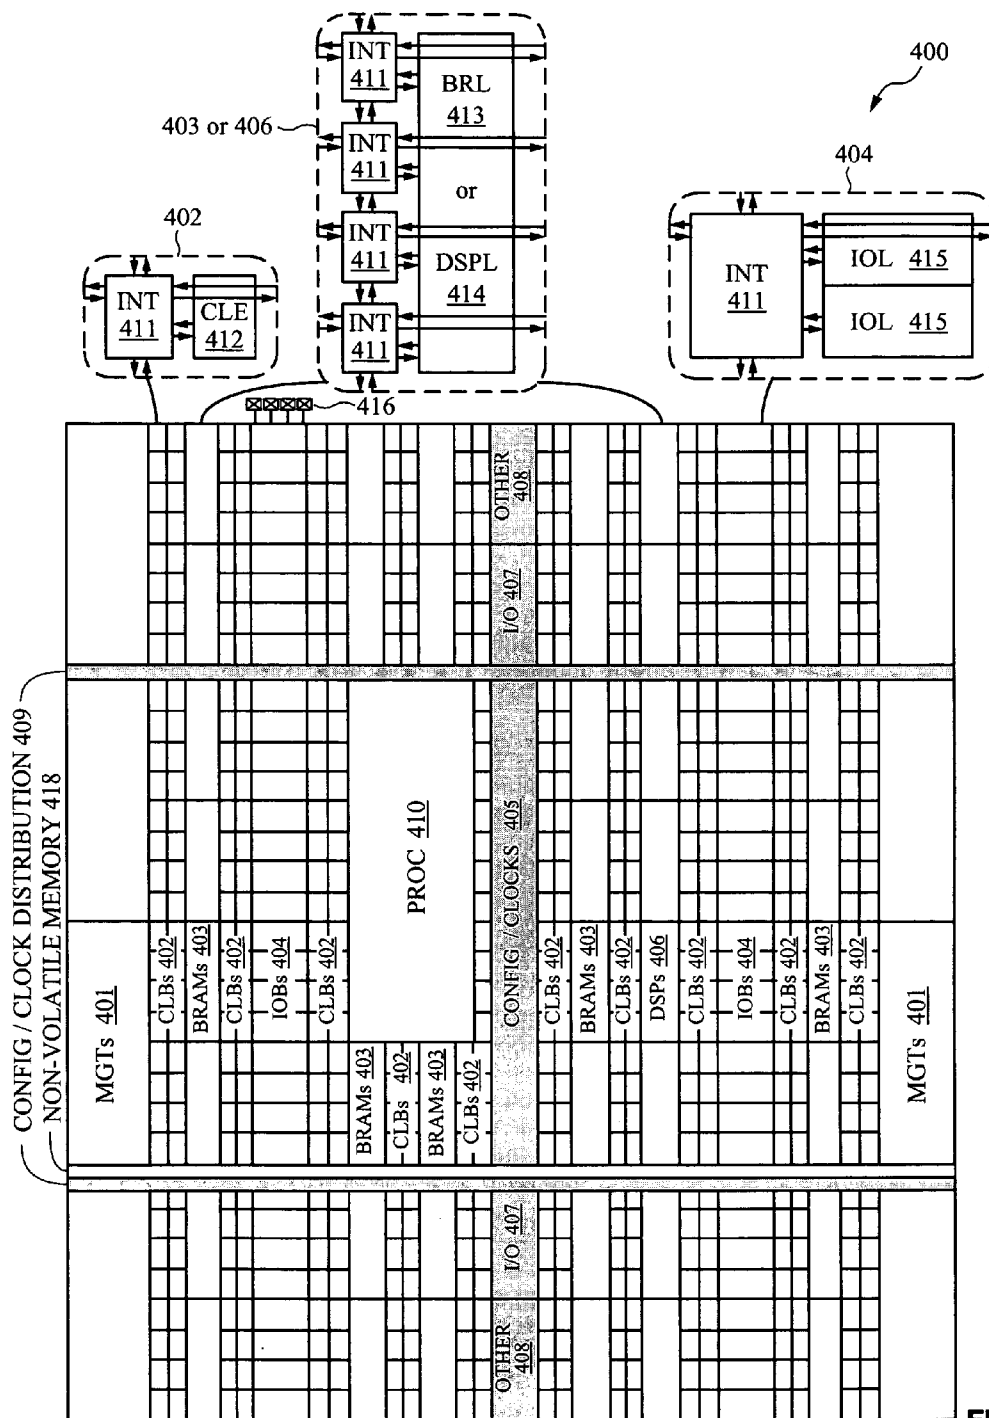 400
INT
411
BRL
413
403 or 406
INT
411
or
INT
411
DSPL
414
INT
411
404
INT
411
IOL 415
IOL 415
402
INT
411
CLE
412
416
OTHER
408
I/O 407
CONFIG / CLOCK DISTRIBUTION 409
NON-VOLATILE MEMORY 418
PROC 410
CONFIG / CLOCKS 405
MGTs 401
CLBs 402
BRAMs 403
CLBs 402
IOBs 404
CLBs 402
CLBs 402
BRAMs 403
CLBs 402
DSPs 406
CLBs 402
IOBs 404
CLBs 402
BRAMs 403
CLBs 402
MGTs 401
BRAMs 403
CLBs 402
BRAMs 403
CLBs 402
I/O 407
OTHER
408